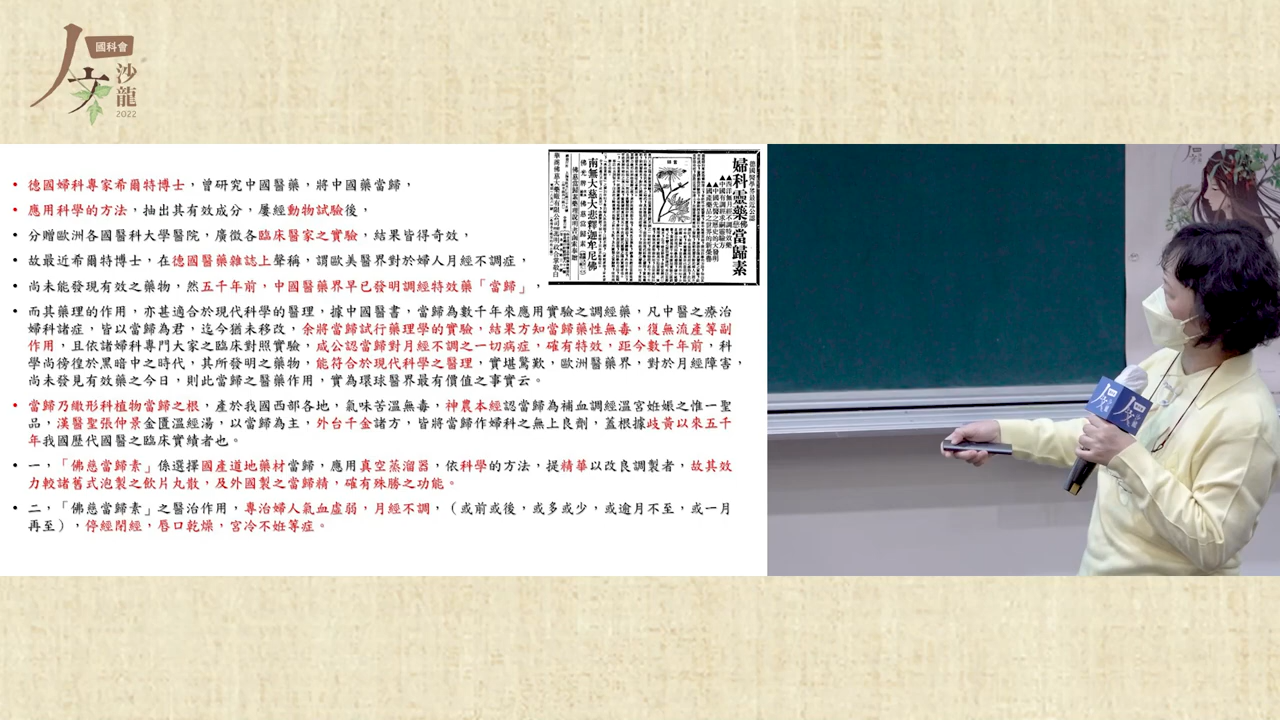 國科會
人文
沙龍
2022
• 德國婦科專家希爾特博士，曾研究中國醫藥，將中國藥當歸，
• 應用科學的方法，抽出其有效成分，屢經動物試驗後，
• 分贈歐洲各國醫科大學醫院，廣徵各臨床醫家之實驗，結果皆得奇效，
• 故最近希爾特博士，在德國醫藥雜誌上聲稱，謂歐美醫界對於婦人月經不調症，
• 尚未能發現有效之藥物，然五千年前，中國醫藥界早已發明調經特效藥「當歸」，
• 而其藥理的作用，亦甚適合於現代科學的醫理，據中國醫書，當歸為數千年來應用實驗之調經藥，凡中醫之療治
婦科諸症，皆以當歸為君，迄今猶未移改，余將當歸試行藥理學的實驗，結果方知當歸藥性無毒，復無流產等副
作用，且依諸婦科專門大家之臨床對照實驗，咸公認當歸對月經不調之一切病症，確有特效，距今數千年前，科
學尚徬徨於黑暗中之時代，其所發明之藥物，能符合於現代科學之醫理，實堪驚歎，歐洲醫藥界，對於月經障害，
尚未發見有效藥之今日，則此當歸之醫藥作用，實為環球醫界最有價值之事實云。
• 當歸乃繖形科植物當歸之根，產於我國西部各地，氣味苦溫無毒，神農本經認當歸為補血調經溫宮妊娠之惟一聖
品，漢醫聖張仲景金匱溫經湯，以當歸為主，外台千金諸方，皆將當歸作婦科之無上良劑，蓋根據歧黃以來五千
年我國歷代國醫之臨床實績者也。
• 一，「佛慈當歸素」係選擇國產道地藥材當歸，應用真空蒸溜器，依科學的方法，提精華以改良調製者，故其效
力較諸舊式泡製之飲片丸散，及外國製之當歸精，確有殊勝之功能。
• 二，「佛慈當歸素」之醫治作用，專治婦人氣血虛弱，月經不調，（或前或後，或多或少，或逾月不至，或一月
再至），停經閉經，唇口乾燥，宮冷不妊等症。
婦科靈藥佛慈當歸素
南無大慈大悲釋迦牟尼佛
人文
沙龍